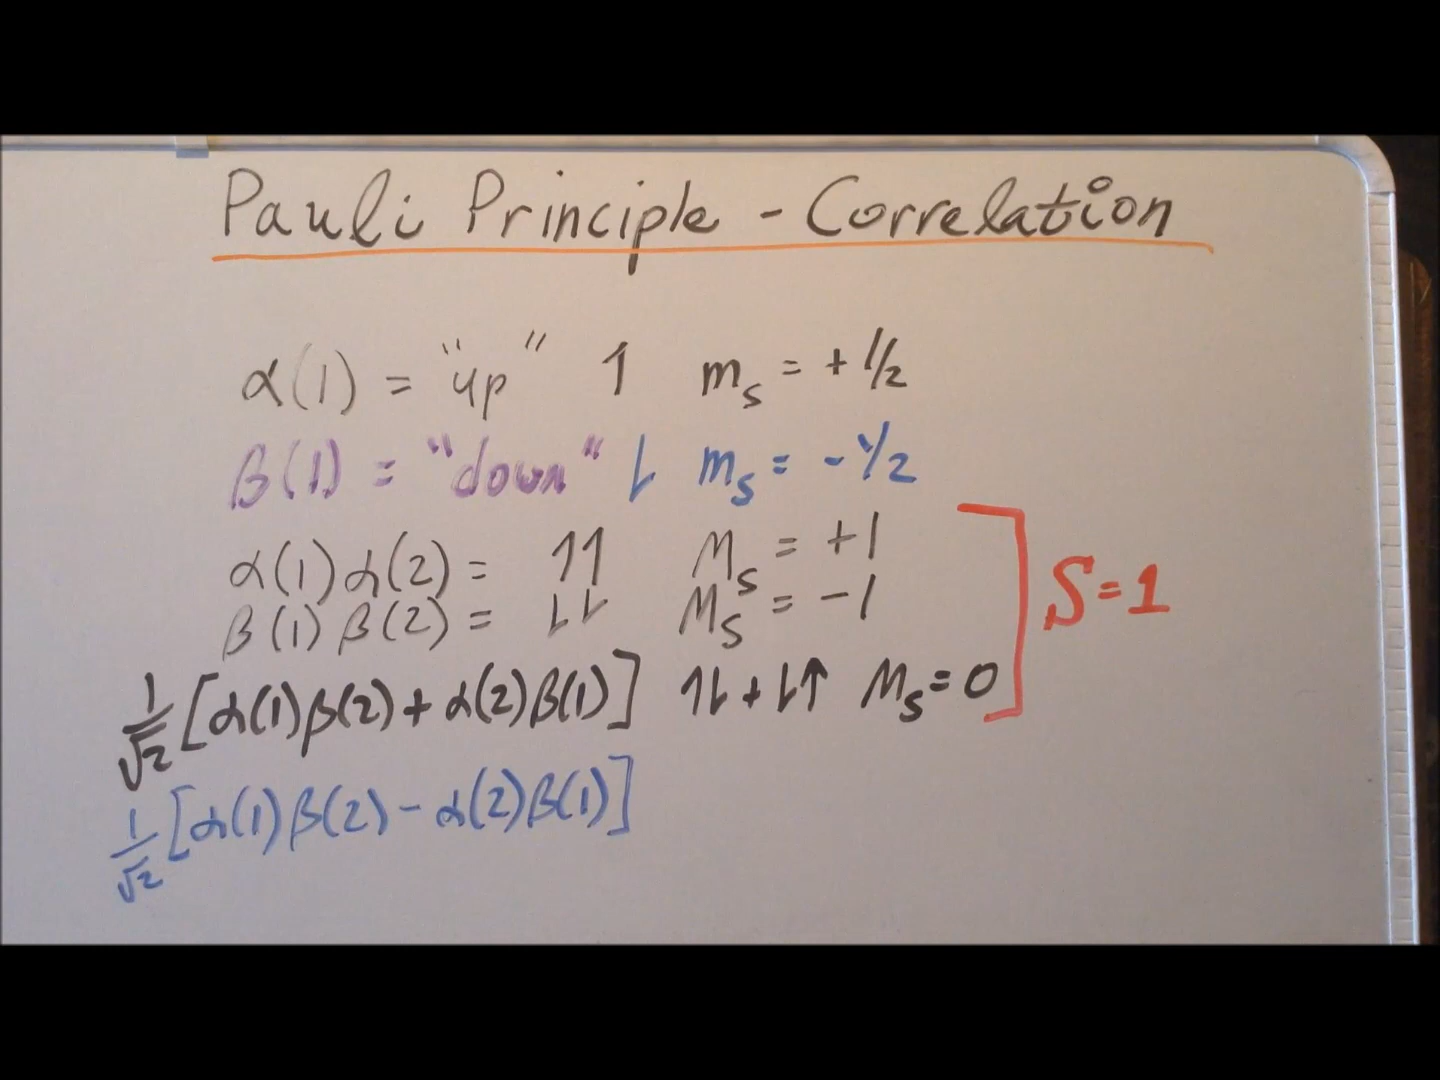 Pauli Principle - Correlation
α(1) = "up" ↿ mₛ = +1/2
β(1) = "down" ⇂ mₛ = -1/2
α(1)α(2) = ↿↿ Mₛ = +1
β(1)β(2) = ⇂⇂ Mₛ = -1
S=1
1/√2 [α(1)β(2) + α(2)β(1)] ↿⇂ + ⇂↑ Mₛ = 0
1/√2 [α(1)β(2) - α(2)β(1)]